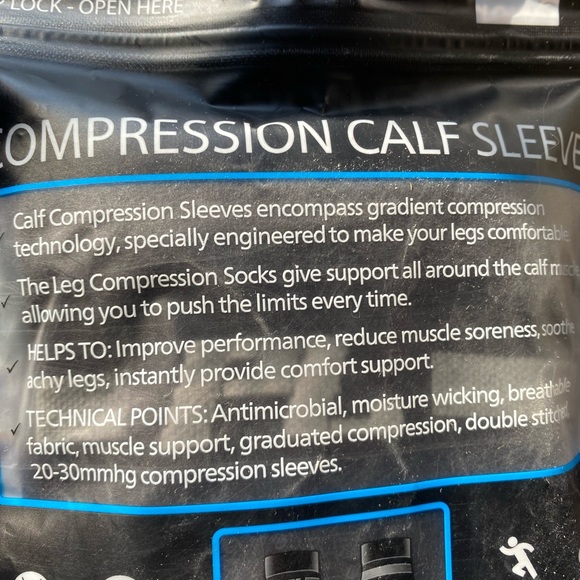 LOCK - OPEN HERE
COMPRESSION CALF SLEEVE
Calf Compression Sleeves encompass gradient compression
technology, specially engineered to make your legs comfortable
The Leg Compression Socks give support all around the calf muscle
allowing you to push the limits every time.
HELPS TO: Improve performance, reduce muscle soreness, soothe
achy legs, instantly provide comfort support.
TECHNICAL POINTS: Antimicrobial, moisture wicking, breathable
fabric, muscle support, graduated compression, double stitched,
20-30mmhg compression sleeves.